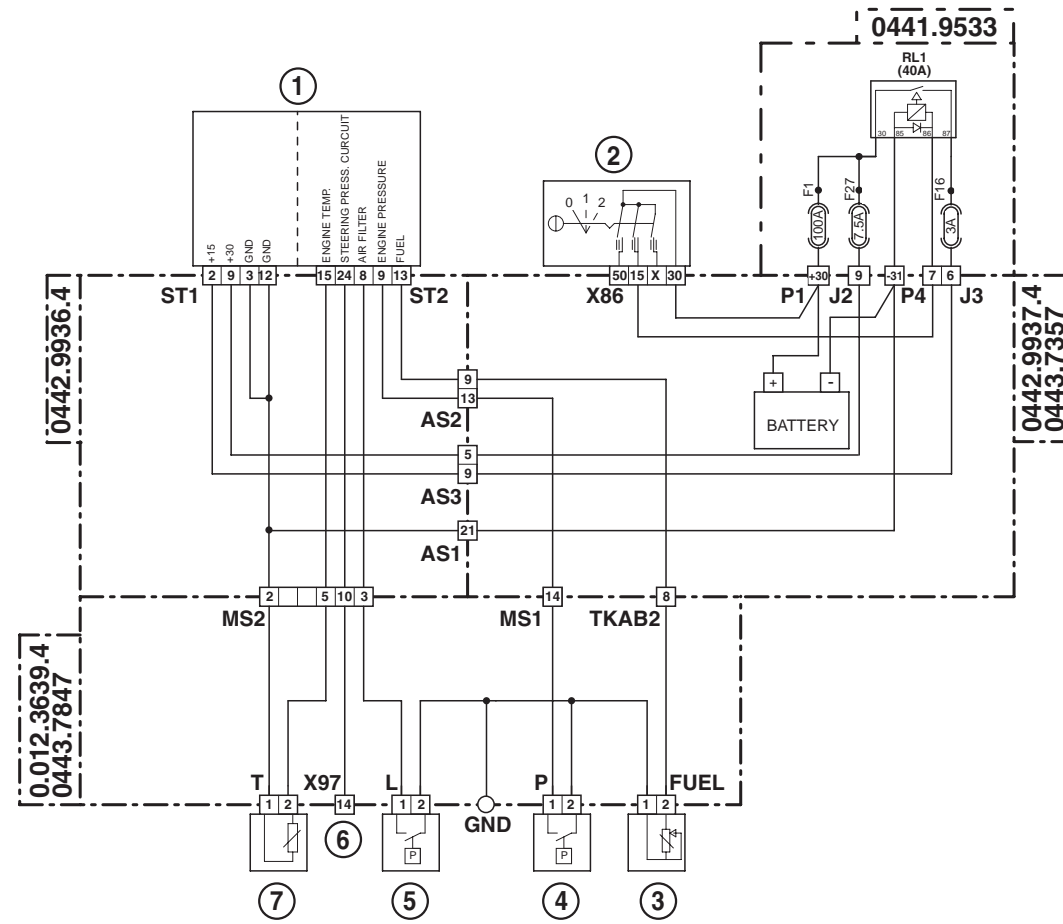 0441.9533
RL1
(40A)
30 85 86 87
1
2
0 1 2
ENGINE TEMP.
STEERING PRESS. CURCUIT
AIR FILTER
ENGINE PRESSURE
FUEL
+15
+30
GND
GND
F1
F27
F16
100A
7.5A
3A
2 9 3 12
15 24 8 9 13
50 15 X 30
+30
9
-31
7 6
ST1
ST2
X86
P1
J2
P4
J3
0442.9936.4
0442.9937.4
0443.7357
9
13
AS2
+ -
BATTERY
5
9
AS3
21
AS1
2 5 10 3
14
8
MS2
MS1
TKAB2
0.012.3639.4
0443.7847
T
X97
L
P
FUEL
1 2
14
1 2
GND
1 2
1 2
P
P
6
7
5
4
3